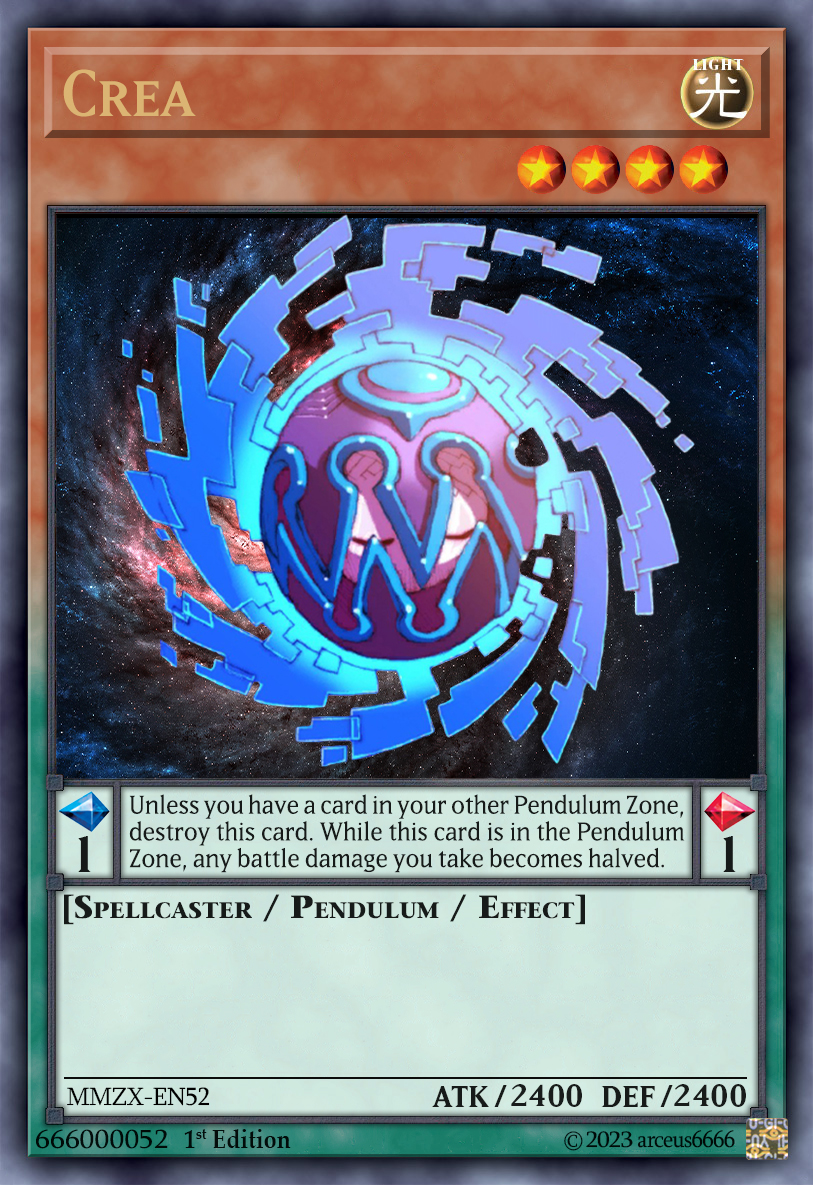 Crea
LIGHT
光
Unless you have a card in your other Pendulum Zone,
destroy this card. While this card is in the Pendulum
Zone, any battle damage you take becomes halved.
1
1
[Spellcaster / Pendulum / Effect]
MMZX-EN52
ATK/2400 DEF/2400
666000052 1st Edition
©2023 arceus6666